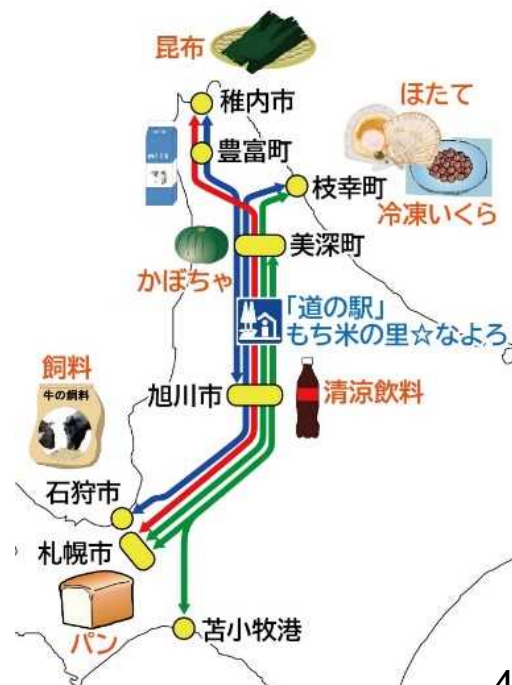 昆布
稚内市
ほたて
豊富町
枝幸町
冷凍いくら
美深町
かぼちゃ
「道の駅」
もち米の里☆なよろ
飼料
牛の飼料
旭川市
清涼飲料
石狩市
札幌市
パン
苫小牧港
4